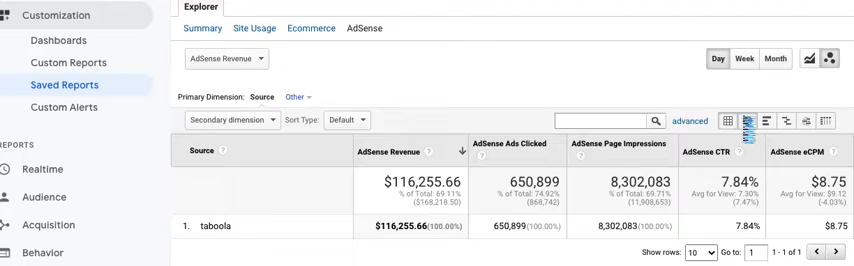 Explorer
Customization
Summary Site Usage Ecommerce AdSense
Dashboards
AdSense Revenue Day Week Month
Custom Reports
Saved Reports
Primary Dimension: Source Other
Custom Alerts
Secondary dimension Sort Type: Default advanced
REPORTS
Source ? AdSense Revenue ? AdSense Ads Clicked ? AdSense Page Impressions ? AdSense CTR ? AdSense eCPM ?
Realtime
$116,255.66 650,899 8,302,083 7.84% $8.75
% of Total: 69.11% % of Total: 74.92% % of Total: 69.71% Avg for View: 7.30% Avg for View: $9.12
($168,218.50) (868,742) (11,908,653) (7.47%) (-4.03%)
Audience
Acquisition
1. taboola $116,255.66(100.00%) 650,899(100.00%) 8,302,083(100.00%) 7.84% $8.75
Behavior
Show rows: 10 Go to: 1 1 - 1 of 1